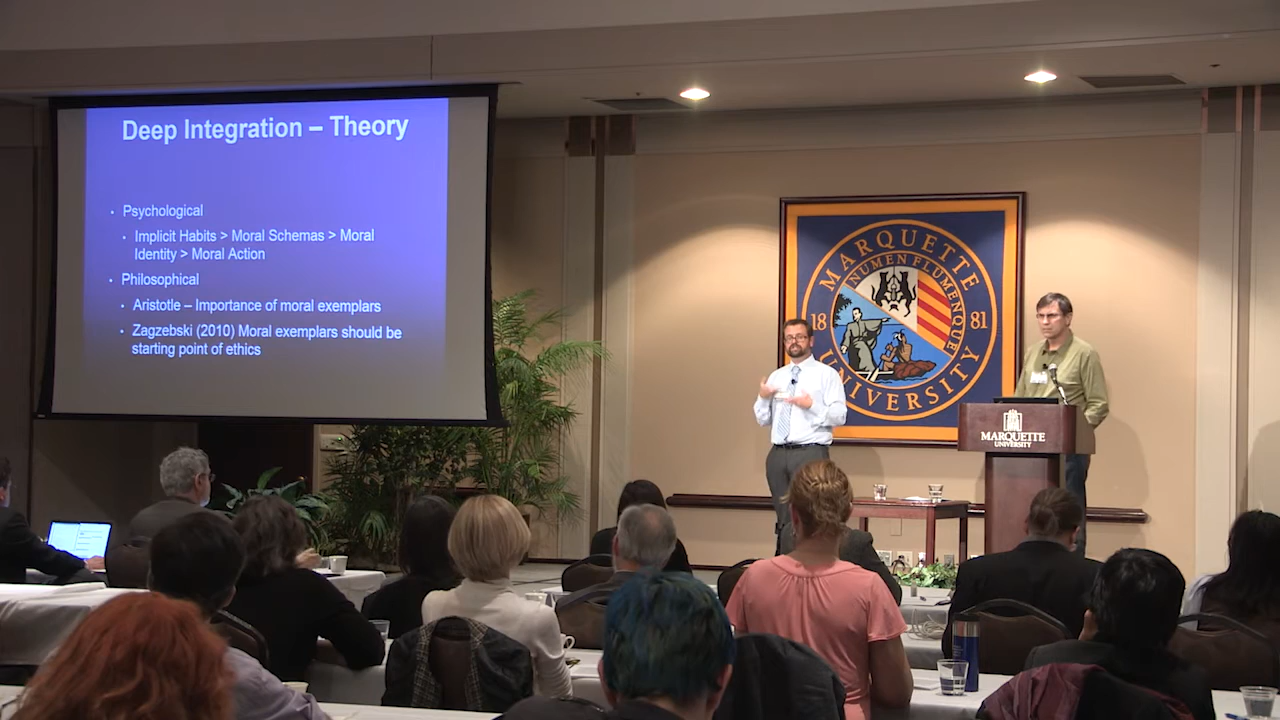 Deep Integration – Theory
• Psychological
• Implicit Habits > Moral Schemas > Moral
Identity > Moral Action
• Philosophical
• Aristotle – Importance of moral exemplars
• Zagzebski (2010) Moral exemplars should be
starting point of ethics
MARQUETTE
NUMEN FLUMENQUE
18 81
UNIVERSITY
MARQUETTE
UNIVERSITY